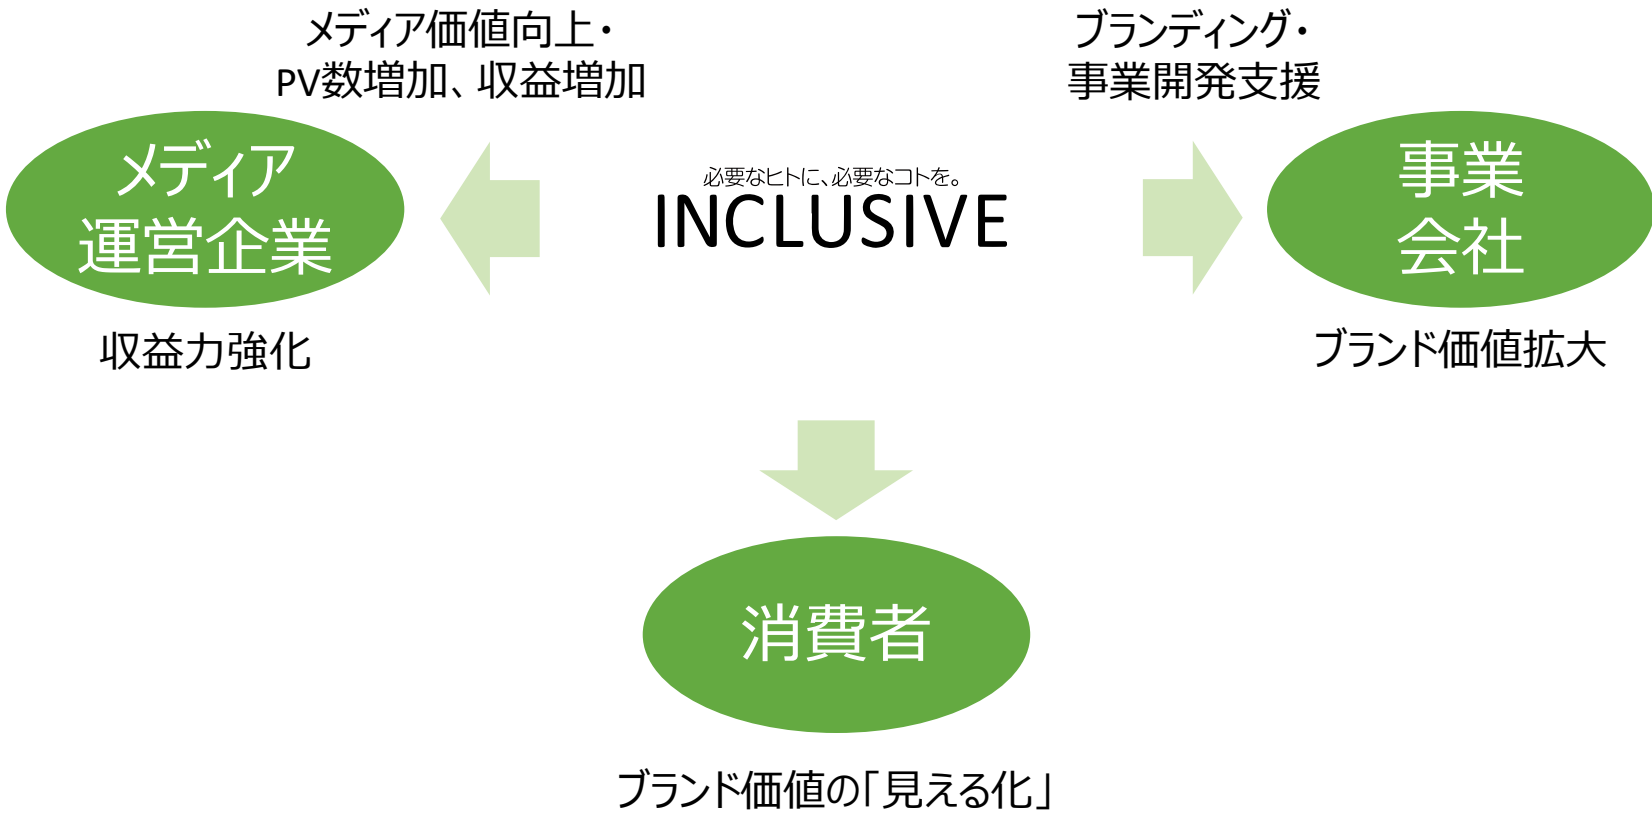 メディア価値向上・
PV数増加、収益増加
ブランディング・
事業開発支援
メディア
運営企業
必要なヒトに、必要なコトを。
INCLUSIVE
事業
会社
収益力強化
ブランド価値拡大
消費者
ブランド価値の「見える化」